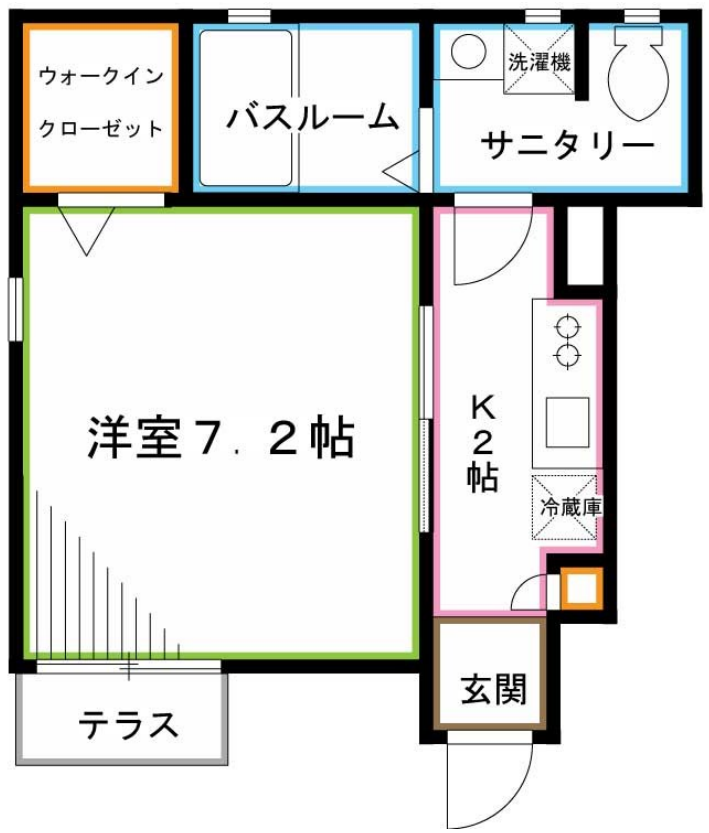 ウォークイン
クローゼット
バスルーム
洗濯機
サニタリー
洋室7.2帖
K
2
帖
冷蔵庫
玄関
テラス